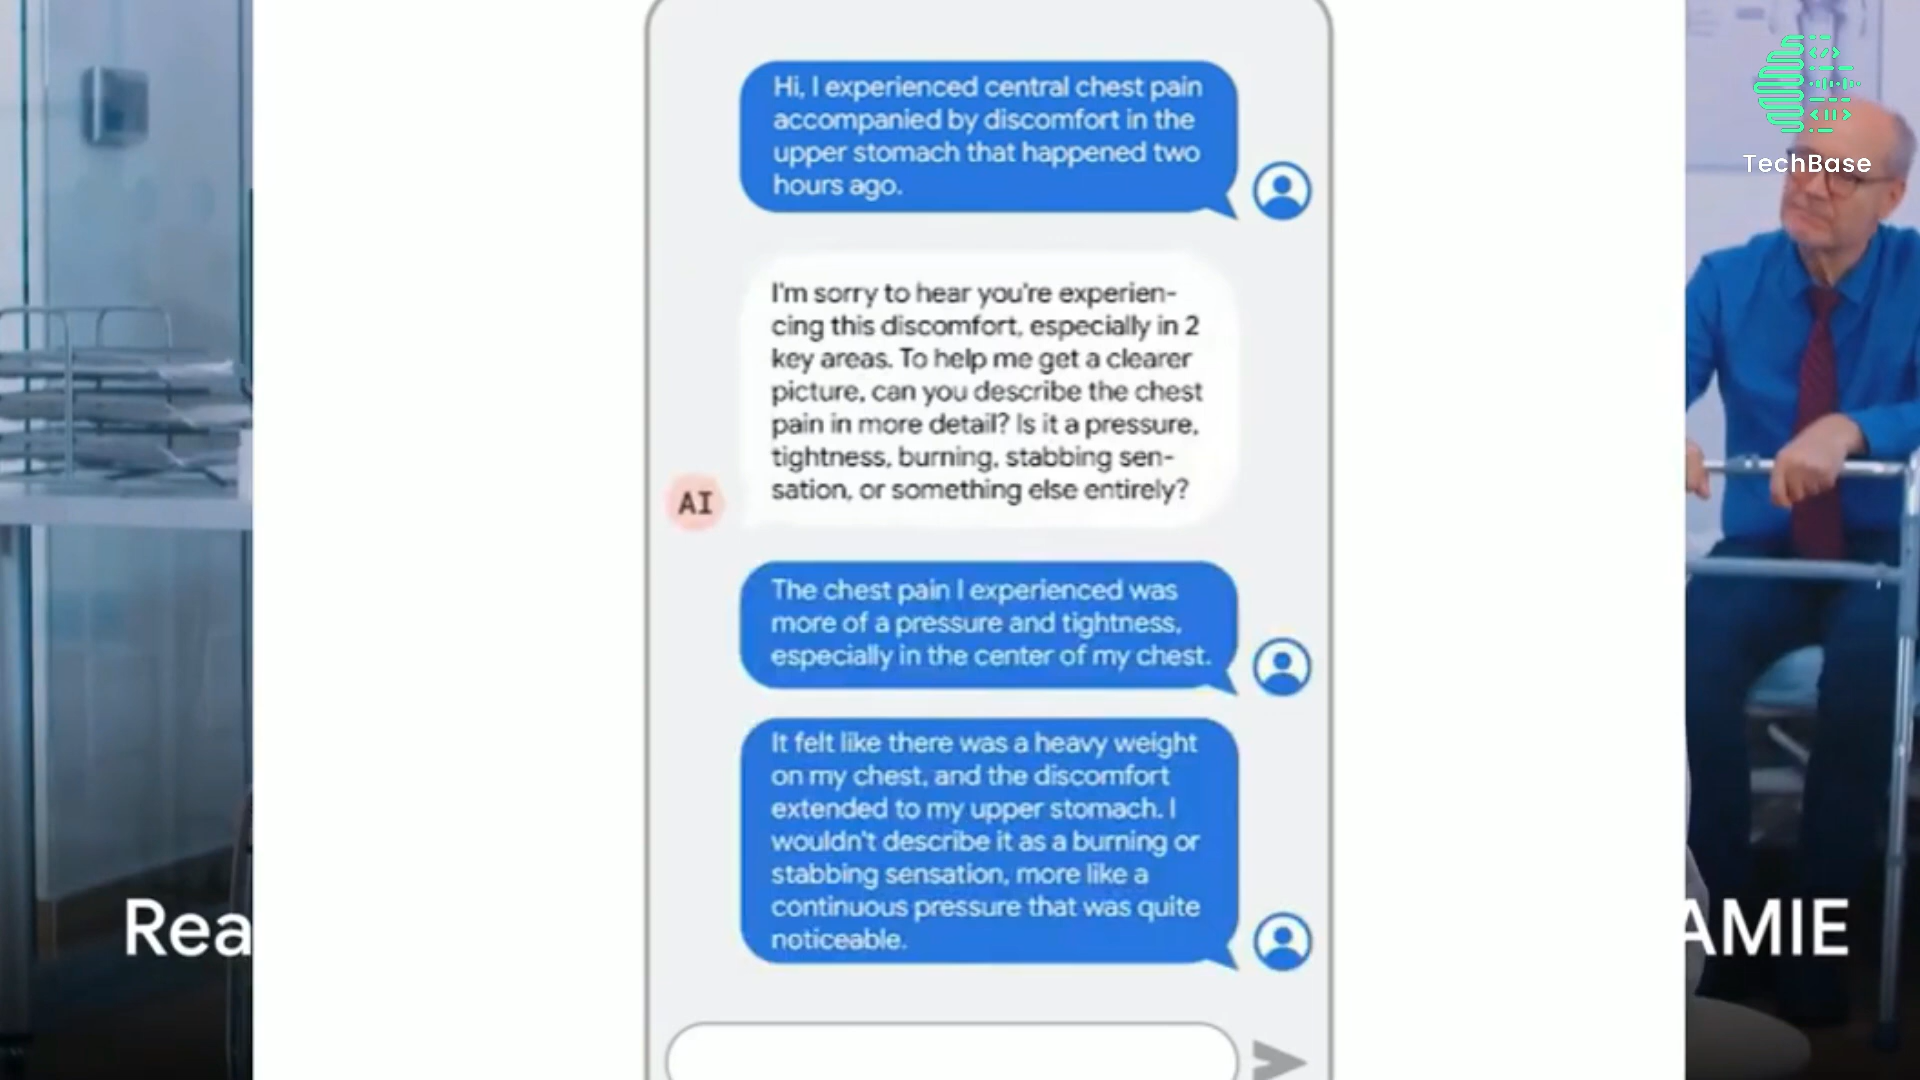 TechBase
Hi, I experienced central chest pain
accompanied by discomfort in the
upper stomach that happened two
hours ago.
I'm sorry to hear you're experien-
cing this discomfort, especially in 2
key areas. To help me get a clearer
picture, can you describe the chest
pain in more detail? Is it a pressure,
tightness, burning, stabbing sen-
sation, or something else entirely?
AI
The chest pain I experienced was
more of a pressure and tightness,
especially in the center of my chest.
It felt like there was a heavy weight
on my chest, and the discomfort
extended to my upper stomach. I
wouldn't describe it as a burning or
stabbing sensation, more like a
continuous pressure that was quite
noticeable.
Rea
AMIE